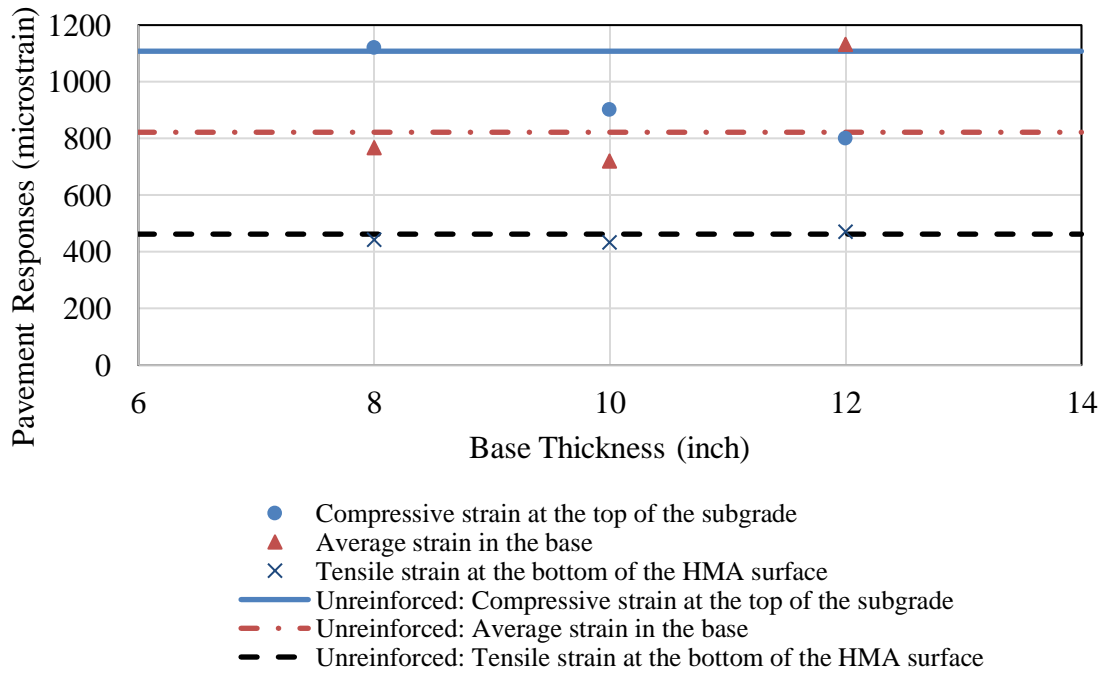 1200
1000
800
600
400
200
0
Pavement Responses (microstrain)
6
8
10
12
14
Base Thickness (inch)
Compressive strain at the top of the subgrade
Average strain in the base
Tensile strain at the bottom of the HMA surface
Unreinforced: Compressive strain at the top of the subgrade
Unreinforced: Average strain in the base
Unreinforced: Tensile strain at the bottom of the HMA surface